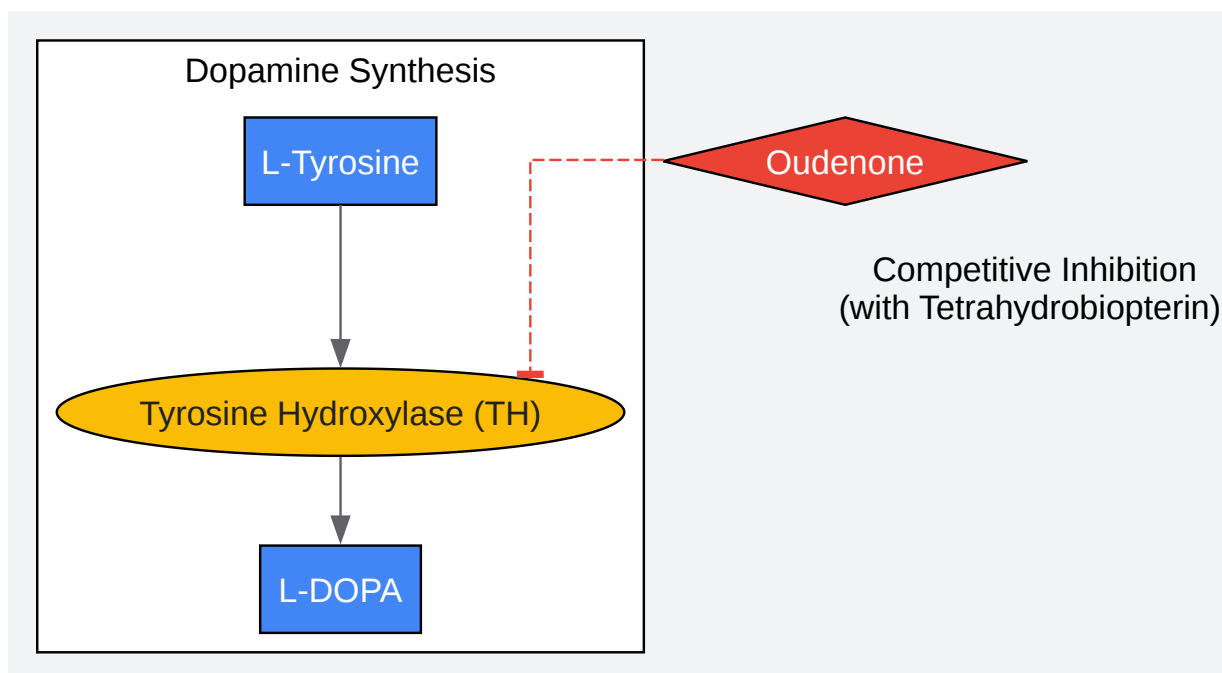 Dopamine Synthesis
L-Tyrosine
Oudenone
Competitive Inhibition
(with Tetrahydrobiopterin)
Tyrosine Hydroxylase (TH)
L-DOPA